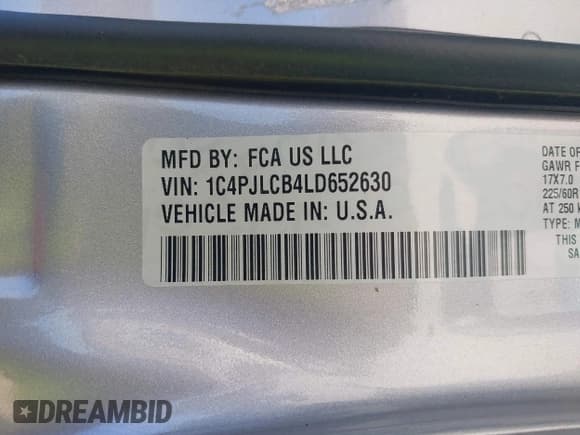 MFD BY: FCA US LLC
VIN: 1C4PJLCB4LD652630
VEHICLE MADE IN: U.S.A.
DATE OF
GAWR F
17X7.0
225/60R
AT 250 k
TYPE: M
THIS
SA
DREAMBID